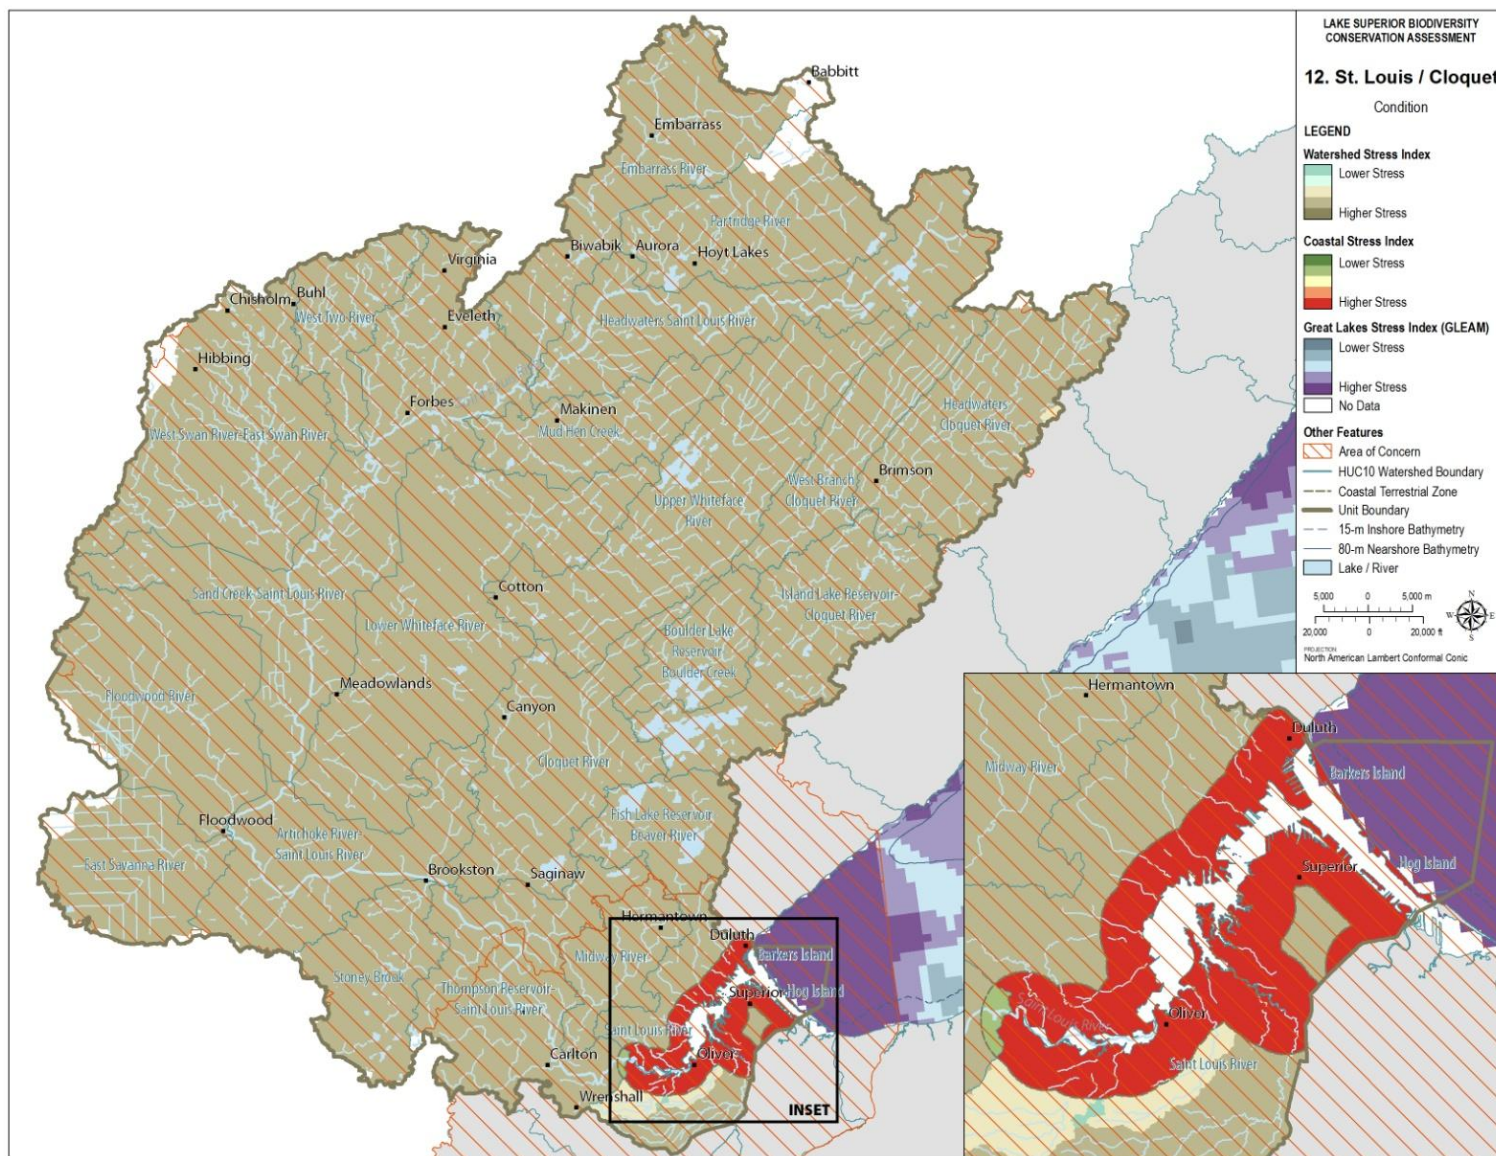 LAKE SUPERIOR BIODIVERSITY
CONSERVATION ASSESSMENT
12. St. Louis / Cloquet
Condition
LEGEND
Watershed Stress Index
Lower Stress
Higher Stress
Coastal Stress Index
Lower Stress
Higher Stress
Great Lakes Stress Index (GLEAM)
Lower Stress
Higher Stress
No Data
Other Features
Area of Concern
HUC10 Watershed Boundary
Coastal Terrestrial Zone
Unit Boundary
15-m Inshore Bathymetry
80-m Nearshore Bathymetry
Lake / River
5,000 0 5,000 m
20,000 0 20,000 ft
N
W E
S
PROJECTION:
North American Lambert Conformal Conic
Babbitt
Embarrass
Embarrass River
Partridge River
Biwabik
Aurora
Hoyt Lakes
Virginia
Chisholm
Buhl
West Two River
Eveleth
Headwaters Saint Louis River
Hibbing
Forbes
Makinen
Mud Hen Creek
Headwaters
Cloquet River
West Swan River-East Swan River
Brimson
West Branch
Cloquet River
Upper Whiteface
River
Cotton
Sand Creek-Saint Louis River
Lower Whiteface River
Island Lake Reservoir-
Cloquet River
Boulder Lake
Reservoir
Boulder Creek
Meadowlands
Floodwood River
Canyon
Cloquet River
Floodwood
Artichoke River-
Saint Louis River
Fish Lake Reservoir
Beaver River
East Savanna River
Brookston
Saginaw
Hermantown
Duluth
Midway River
Barkers Island
Stoney Brook
Thompson Reservoir-
Saint Louis River
Superior
Hog Island
Saint Louis River
Carlton
Oliver
Wrenshall
INSET
Hermantown
Duluth
Midway River
Barkers Island
Hog Island
Superior
Saint Louis River
Oliver
Saint Louis River